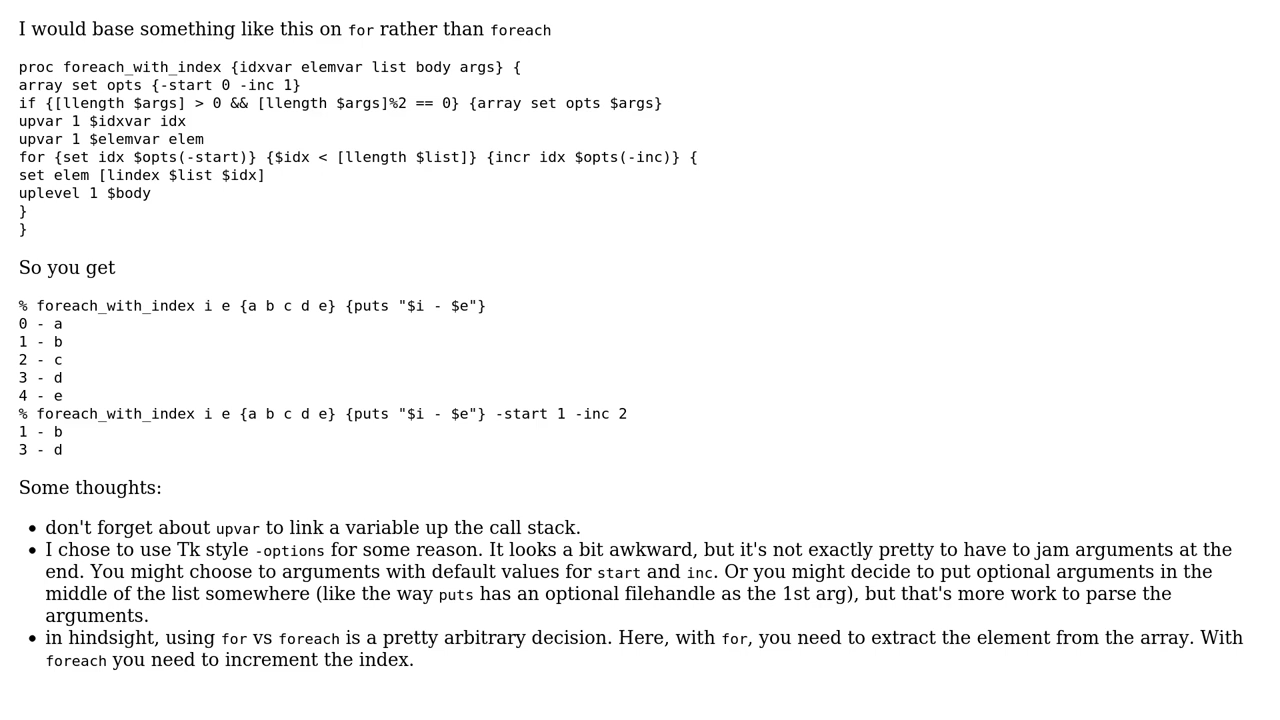 I would base something like this on for rather than foreach
proc foreach_with_index {idxvar elemvar list body args} {
array set opts {-start 0 -inc 1}
if {[llength $args] > 0 && [llength $args]%2 == 0} {array set opts $args}
upvar 1 $idxvar idx
upvar 1 $elemvar elem
for {set idx $opts(-start)} {$idx < [llength $list]} {incr idx $opts(-inc)} {
set elem [lindex $list $idx]
uplevel 1 $body
}
}
So you get
% foreach_with_index i e {a b c d e} {puts "$i - $e"}
0 - a
1 - b
2 - c
3 - d
4 - e
% foreach_with_index i e {a b c d e} {puts "$i - $e"} -start 1 -inc 2
1 - b
3 - d
Some thoughts:
• don't forget about upvar to link a variable up the call stack.
• I chose to use Tk style -options for some reason. It looks a bit awkward, but it's not exactly pretty to have to jam arguments at the
end. You might choose to arguments with default values for start and inc. Or you might decide to put optional arguments in the
middle of the list somewhere (like the way puts has an optional filehandle as the 1st arg), but that's more work to parse the
arguments.
• in hindsight, using for vs foreach is a pretty arbitrary decision. Here, with for, you need to extract the element from the array. With
foreach you need to increment the index.